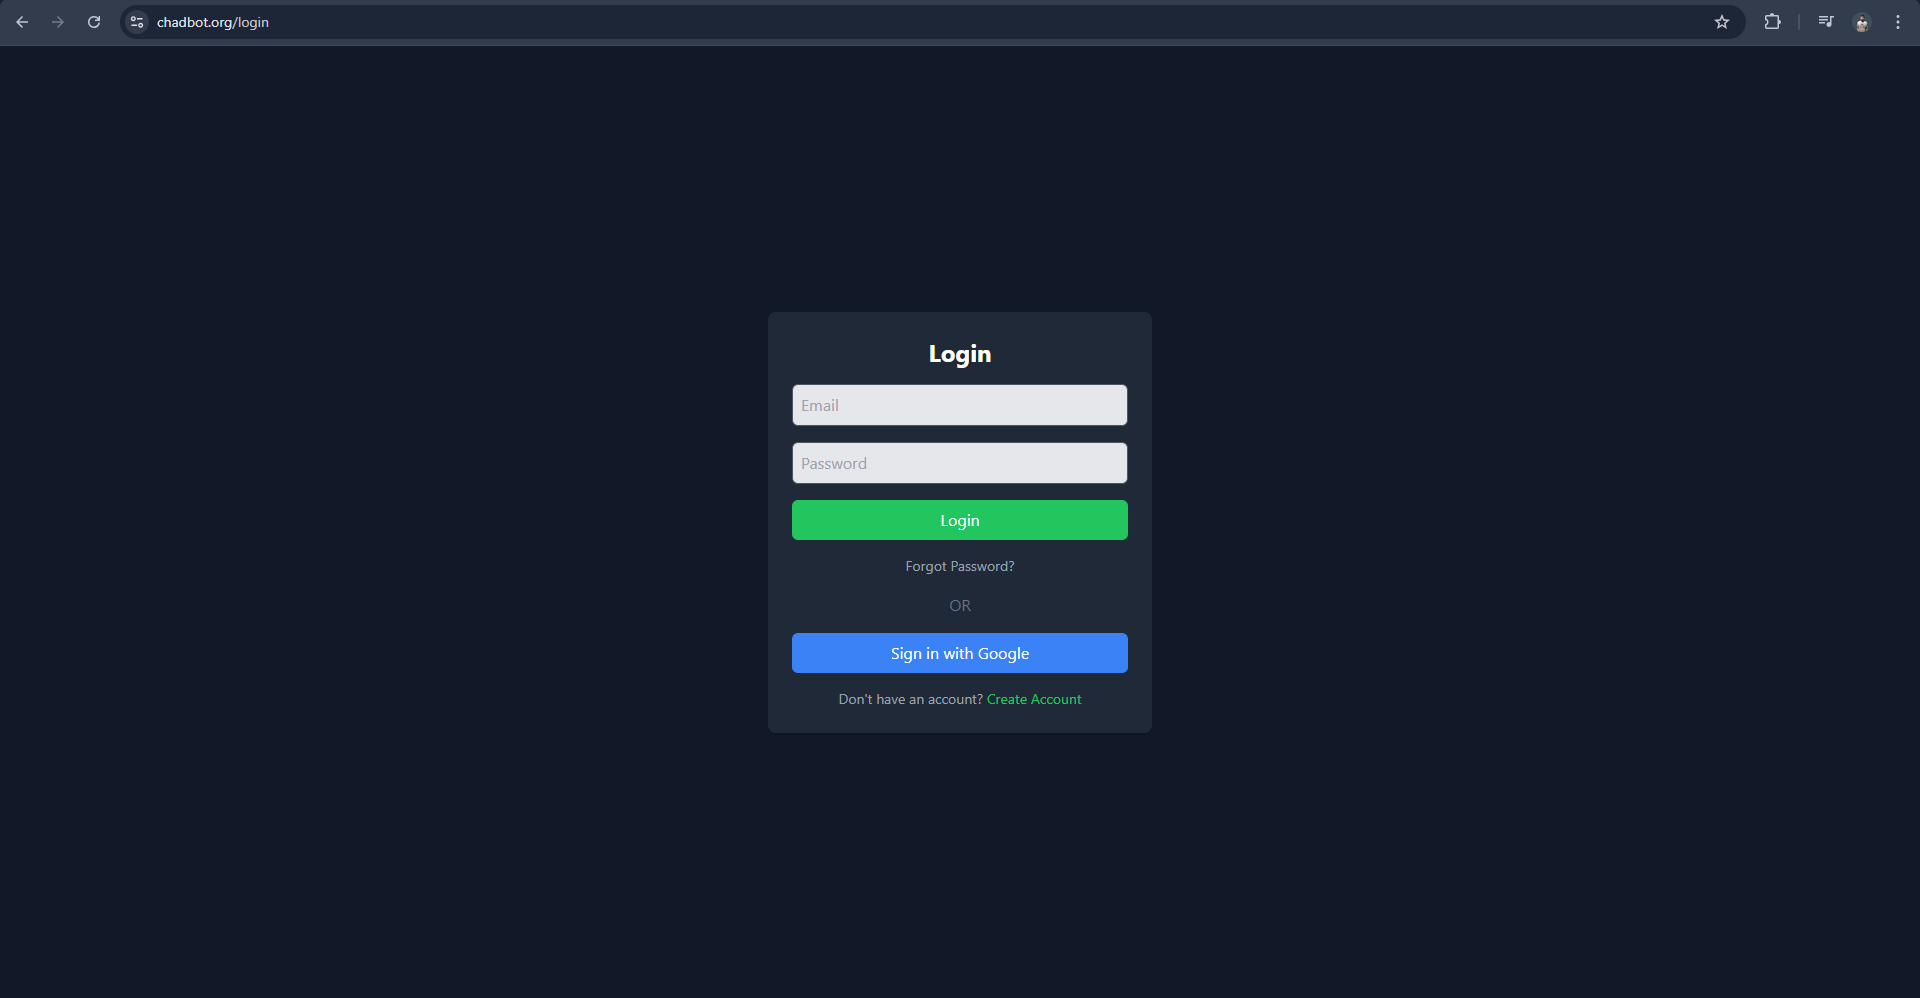 chadbot.org/login
Login
Email
Password
Login
Forgot Password?
OR
Sign in with Google
Don't have an account? Create Account